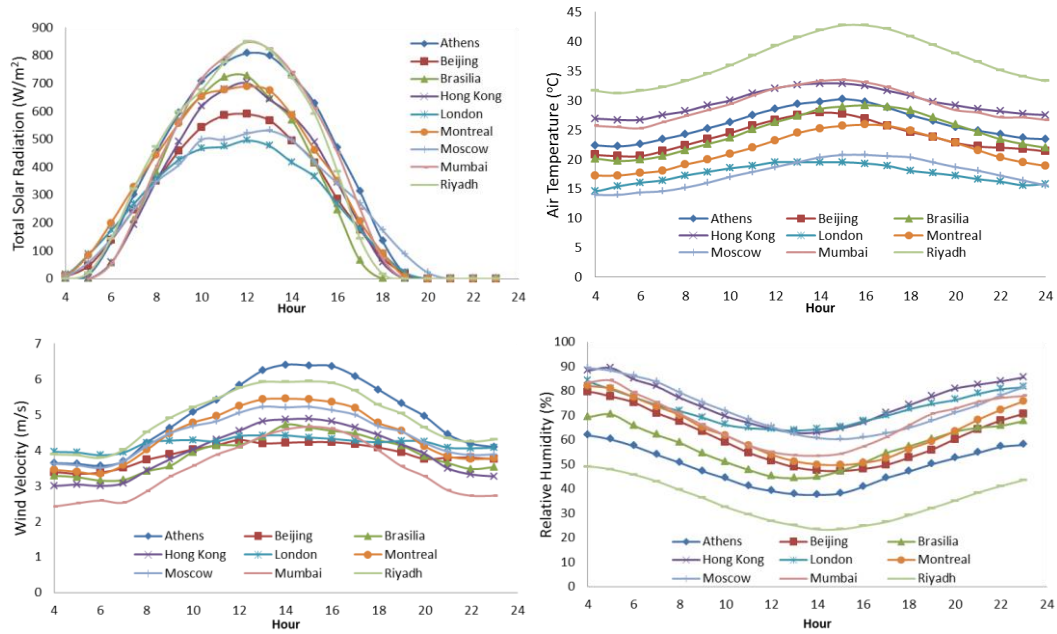 Total Solar Radiation (W/m²)
900
800
700
600
500
400
300
200
100
0
4 6 8 10 12 14 16 18 20 22 24
Hour
Athens
Beijing
Brasilia
Hong Kong
London
Montreal
Moscow
Mumbai
Riyadh
Air Temperature (°C)
45
40
35
30
25
20
15
10
5
0
4 6 8 10 12 14 16 18 20 22 24
Hour
Athens Beijing Brasilia
Hong Kong London Montreal
Moscow Mumbai Riyadh
Wind Velocity (m/s)
7
6
5
4
3
2
1
0
4 6 8 10 12 14 16 18 20 22 24
Hour
Athens Beijing Brasilia
Hong Kong London Montreal
Moscow Mumbai Riyadh
Relative Humidity (%)
100
90
80
70
60
50
40
30
20
10
0
4 6 8 10 12 14 16 18 20 22 24
Hour
Athens Beijing Brasilia
Hong Kong London Montreal
Moscow Mumbai Riyadh